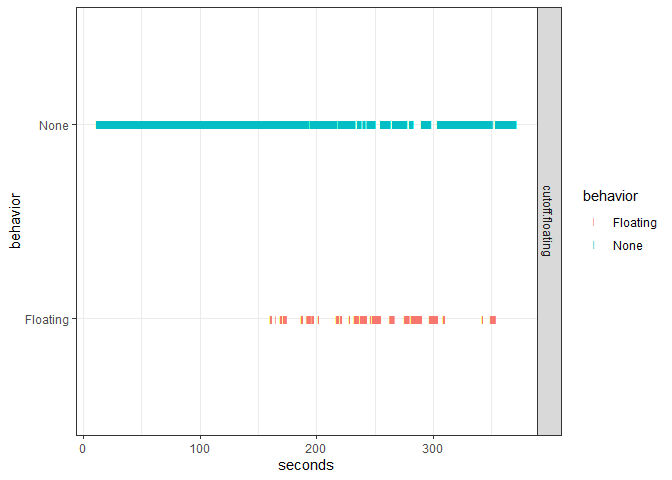 behavior
None
Floating
0
100
200
300
seconds
cutoff.floating
behavior
Floating
None